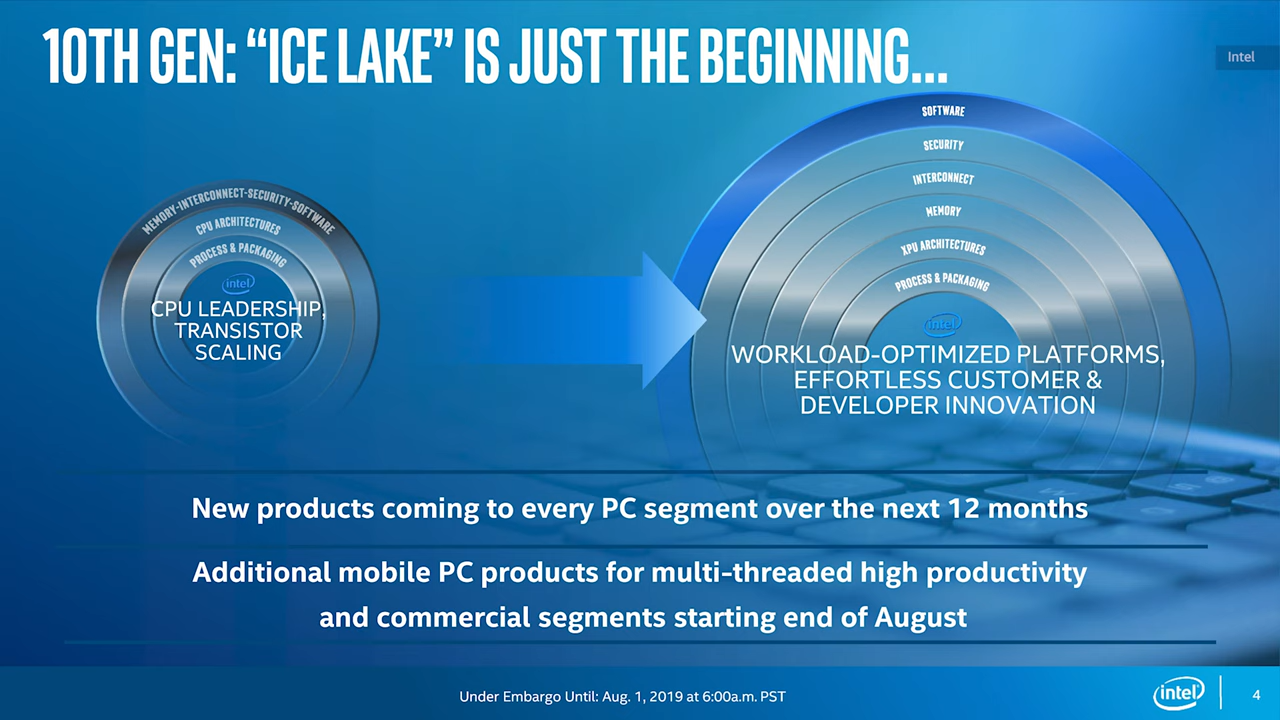 10TH GEN: “ICE LAKE” IS JUST THE BEGINNING...
Intel
MEMORY-INTERCONNECT-SECURITY-SOFTWARE
CPU ARCHITECTURES
PROCESS & PACKAGING
intel
CPU LEADERSHIP,
TRANSISTOR
SCALING
SOFTWARE
SECURITY
INTERCONNECT
MEMORY
XPU ARCHITECTURES
PROCESS & PACKAGING
intel
WORKLOAD-OPTIMIZED PLATFORMS,
EFFORTLESS CUSTOMER &
DEVELOPER INNOVATION
New products coming to every PC segment over the next 12 months
Additional mobile PC products for multi-threaded high productivity
and commercial segments starting end of August
Under Embargo Until: Aug. 1, 2019 at 6:00a.m. PST
intel
4